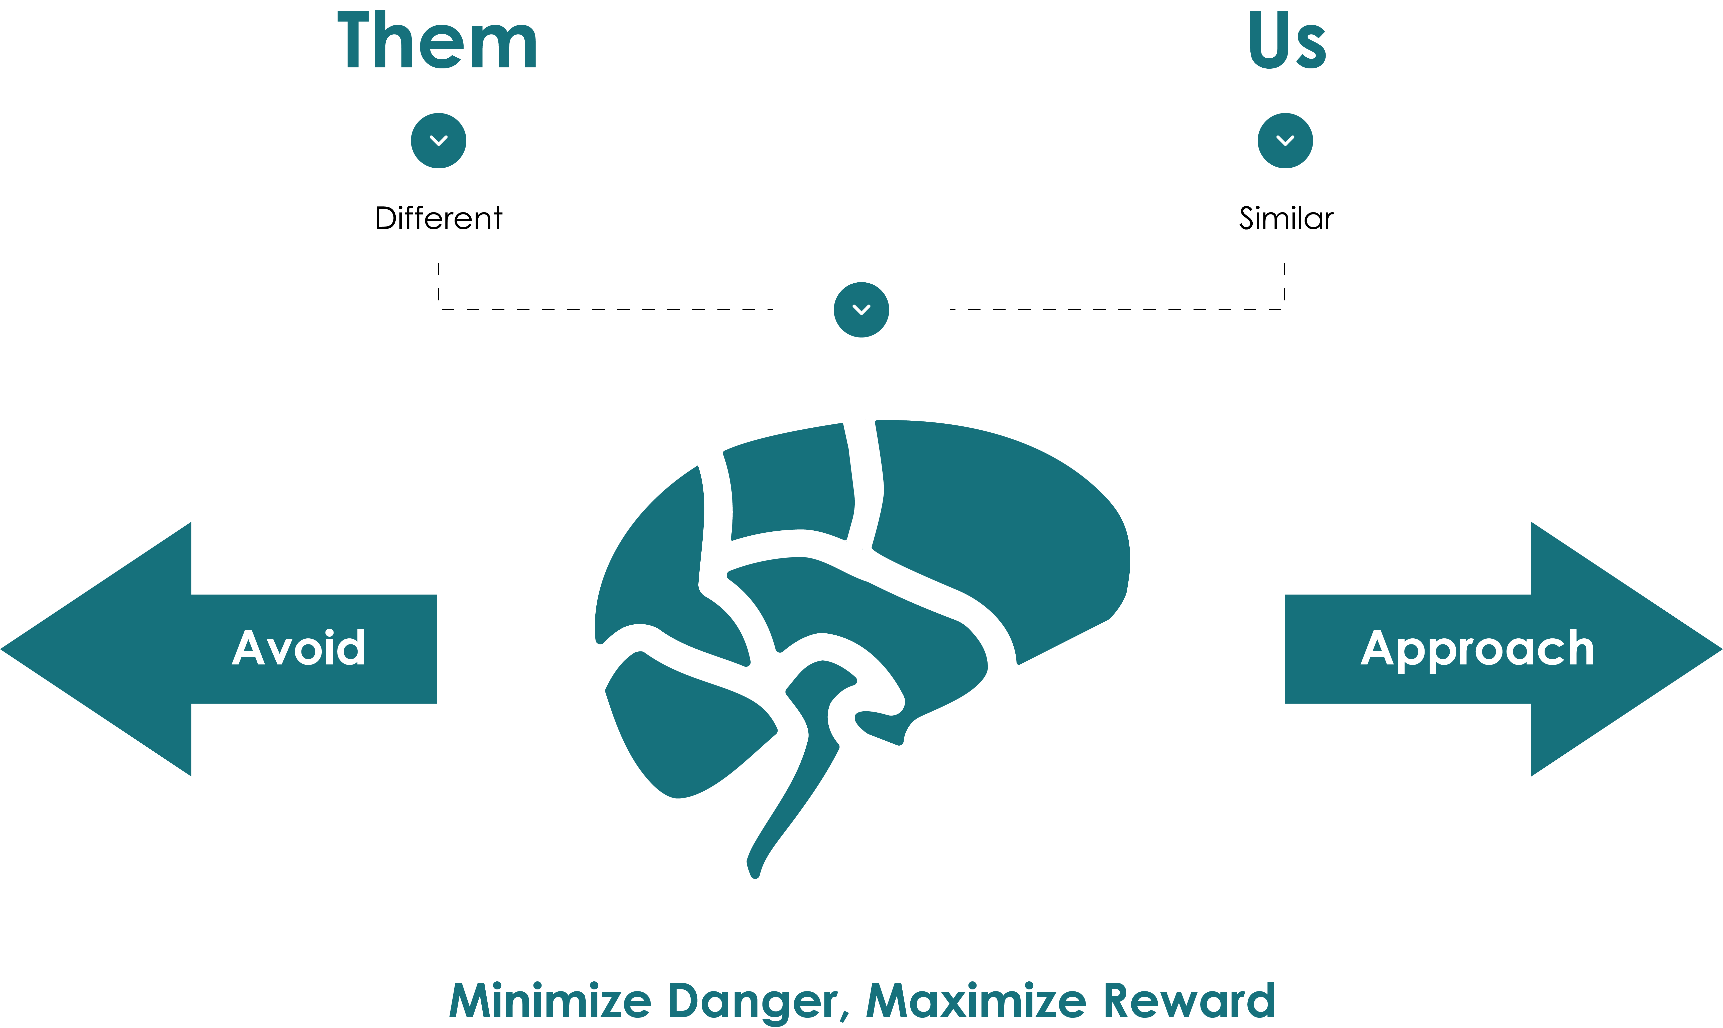 Them
Us
Different
Similar
Avoid
Approach
Minimize Danger, Maximize Reward